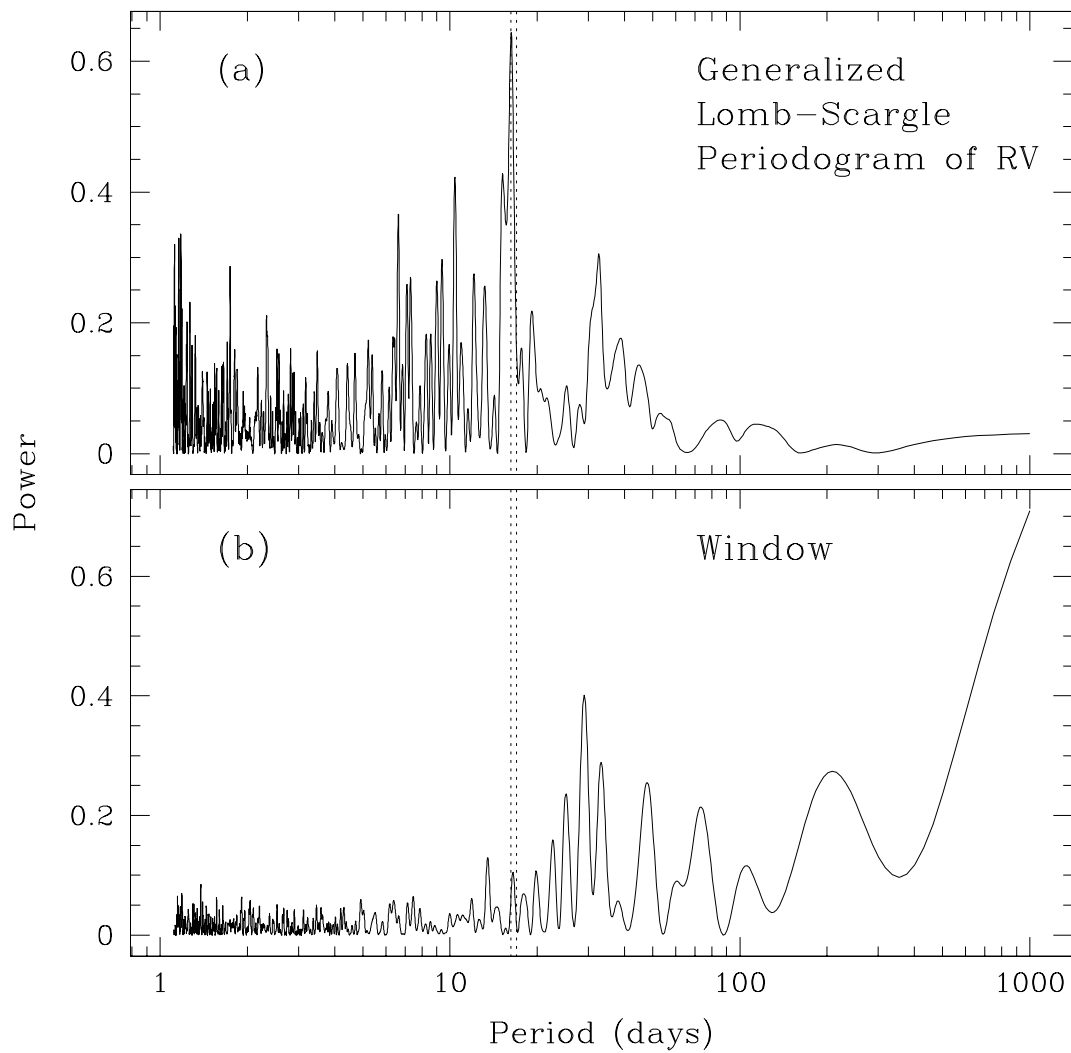 (a)
Generalized
Lomb−Scargle
Periodogram of RV
0.6
0.4
0.2
0
Power
(b)
Window
0.6
0.4
0.2
0
1
10
100
1000
Period (days)